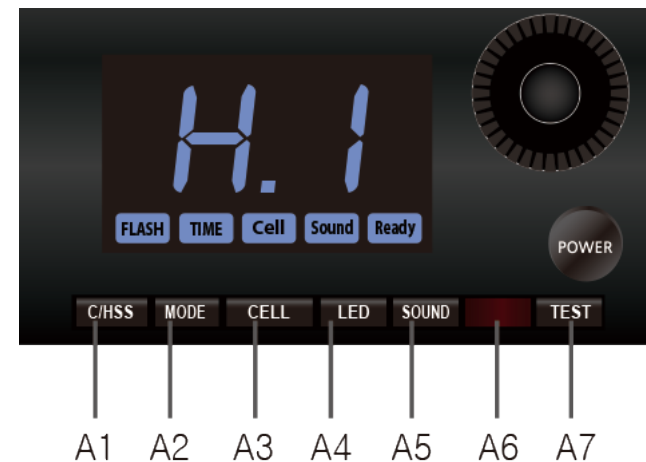 H.1
FLASH TIME Cell Sound Ready
POWER
C/HSS MODE CELL LED SOUND TEST
A1 A2 A3 A4 A5 A6 A7